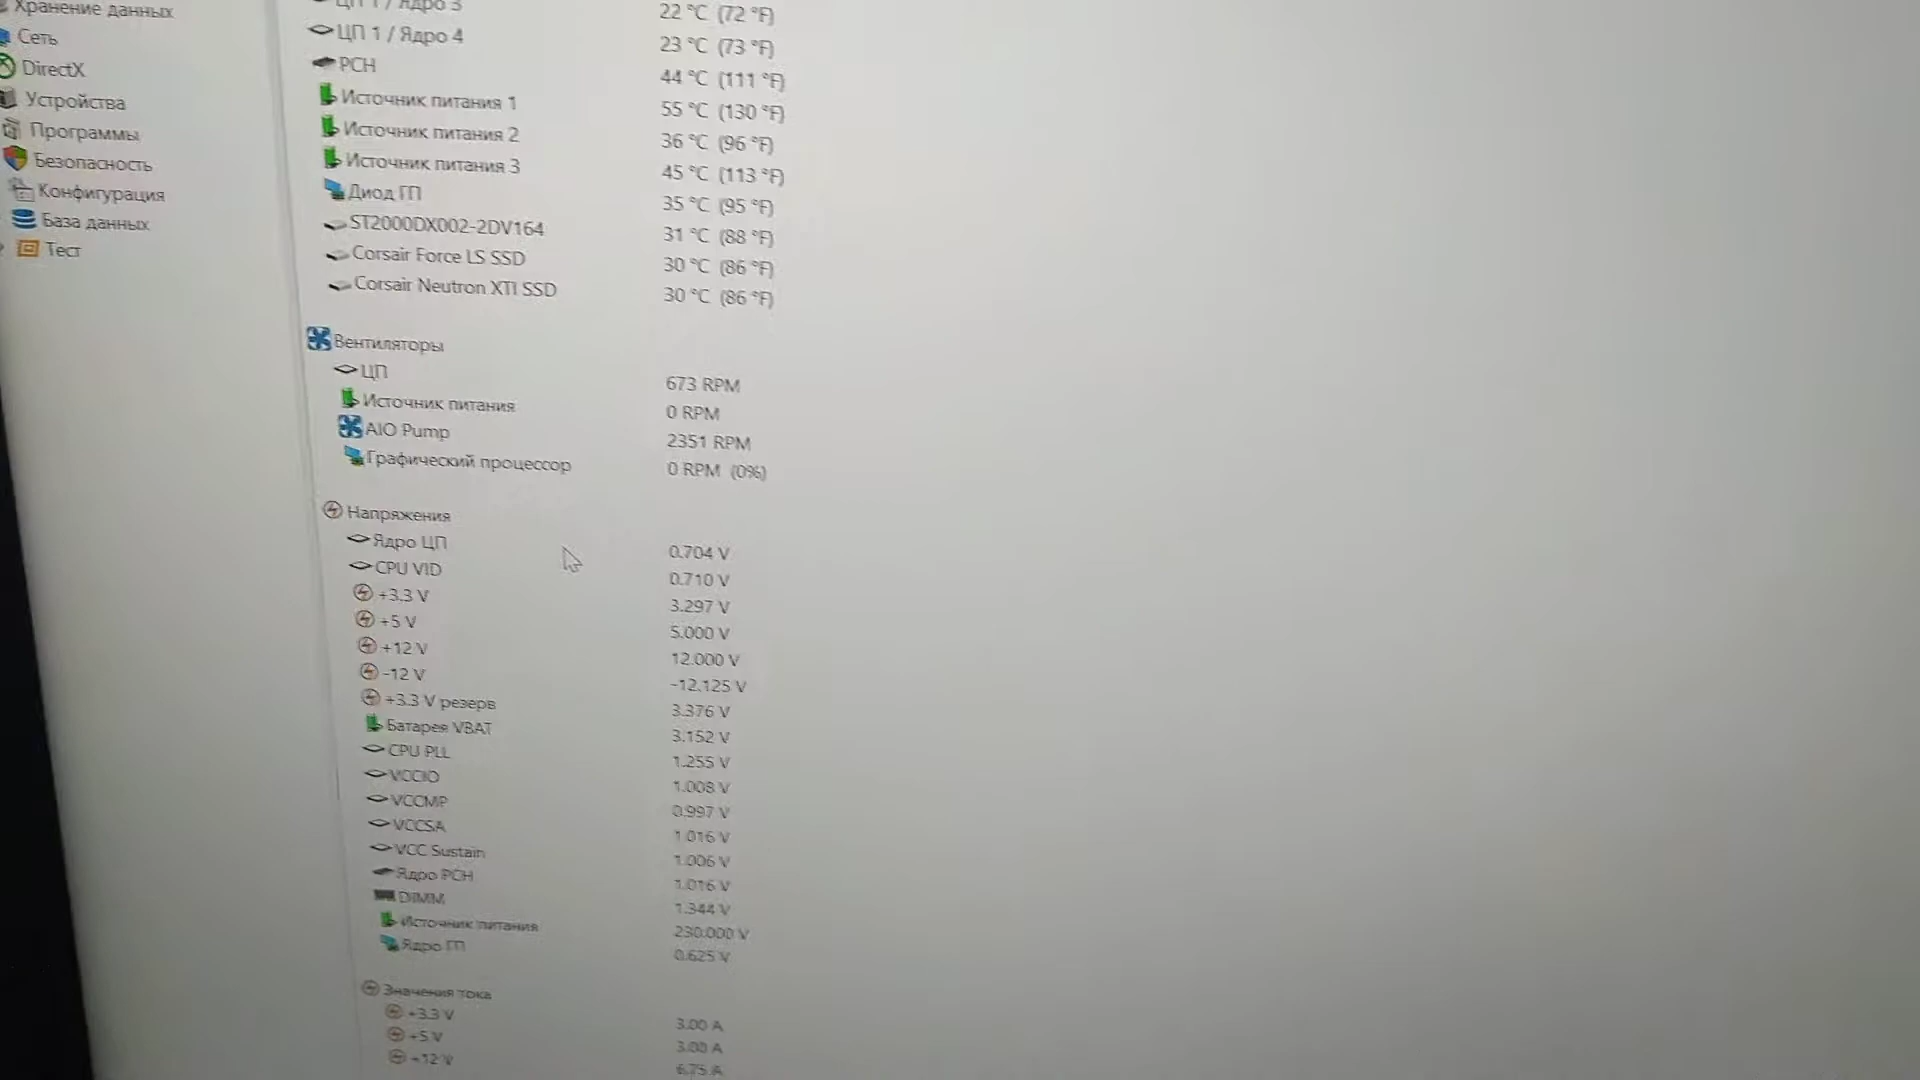 Хранение данных
Сеть
DirectX
Устройства
Программы
Безопасность
Конфигурация
База данных
Тест
ЦП 1 / Ядро 3 22 °C (72 °F)
ЦП 1 / Ядро 4 23 °C (73 °F)
PCH 44 °C (111 °F)
Источник питания 1 55 °C (130 °F)
Источник питания 2 36 °C (96 °F)
Источник питания 3 45 °C (113 °F)
Диод ГП 35 °C (95 °F)
ST2000DX002-2DV164 31 °C (88 °F)
Corsair Force LS SSD 30 °C (86 °F)
Corsair Neutron XTI SSD 30 °C (86 °F)
Вентиляторы
ЦП 673 RPM
Источник питания 0 RPM
AIO Pump 2351 RPM
Графический процессор 0 RPM (0%)
Напряжения
Ядро ЦП 0.704 V
CPU VID 0.710 V
+3.3 V 3.297 V
+5 V 5.000 V
+12 V 12.000 V
-12 V -12.125 V
+3.3 V резерв 3.376 V
Батарея VBAT 3.152 V
CPU PLL 1.255 V
VCCIO 1.008 V
VCCMP 0.997 V
VCCSA 1.016 V
VCC Sustain 1.006 V
Ядро PCH 1.016 V
DIMM 1.344 V
Источник питания 230.000 V
Ядро ГП 0.625 V
Значения тока
+3.3 V 3.00 A
+5 V 3.00 A
+12 V 6.75 A